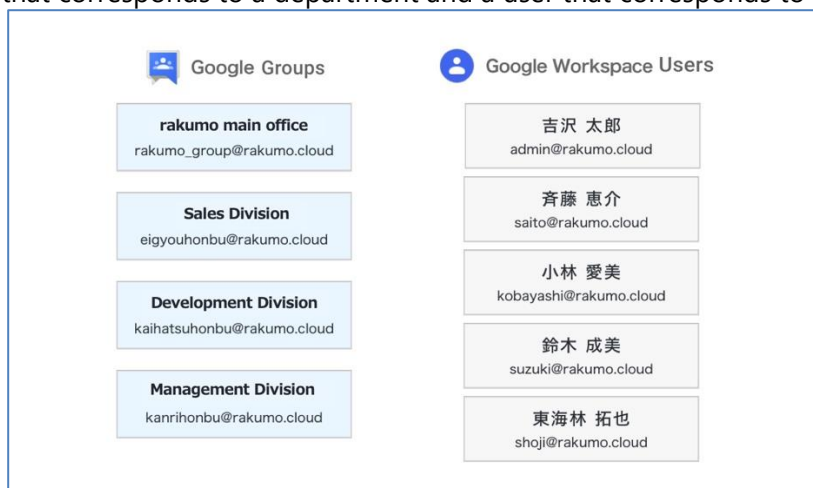 that corresponds to a department and a user that corresponds to
Google Groups
rakumo main office
rakumo_group@rakumo.cloud
Sales Division
eigyouhonbu@rakumo.cloud
Development Division
kaihatsuhonbu@rakumo.cloud
Management Division
kanrihonbu@rakumo.cloud
Google Workspace Users
吉沢 太郎
admin@rakumo.cloud
斉藤 恵介
saito@rakumo.cloud
小林 愛美
kobayashi@rakumo.cloud
鈴木 成美
suzuki@rakumo.cloud
東海林 拓也
shoji@rakumo.cloud